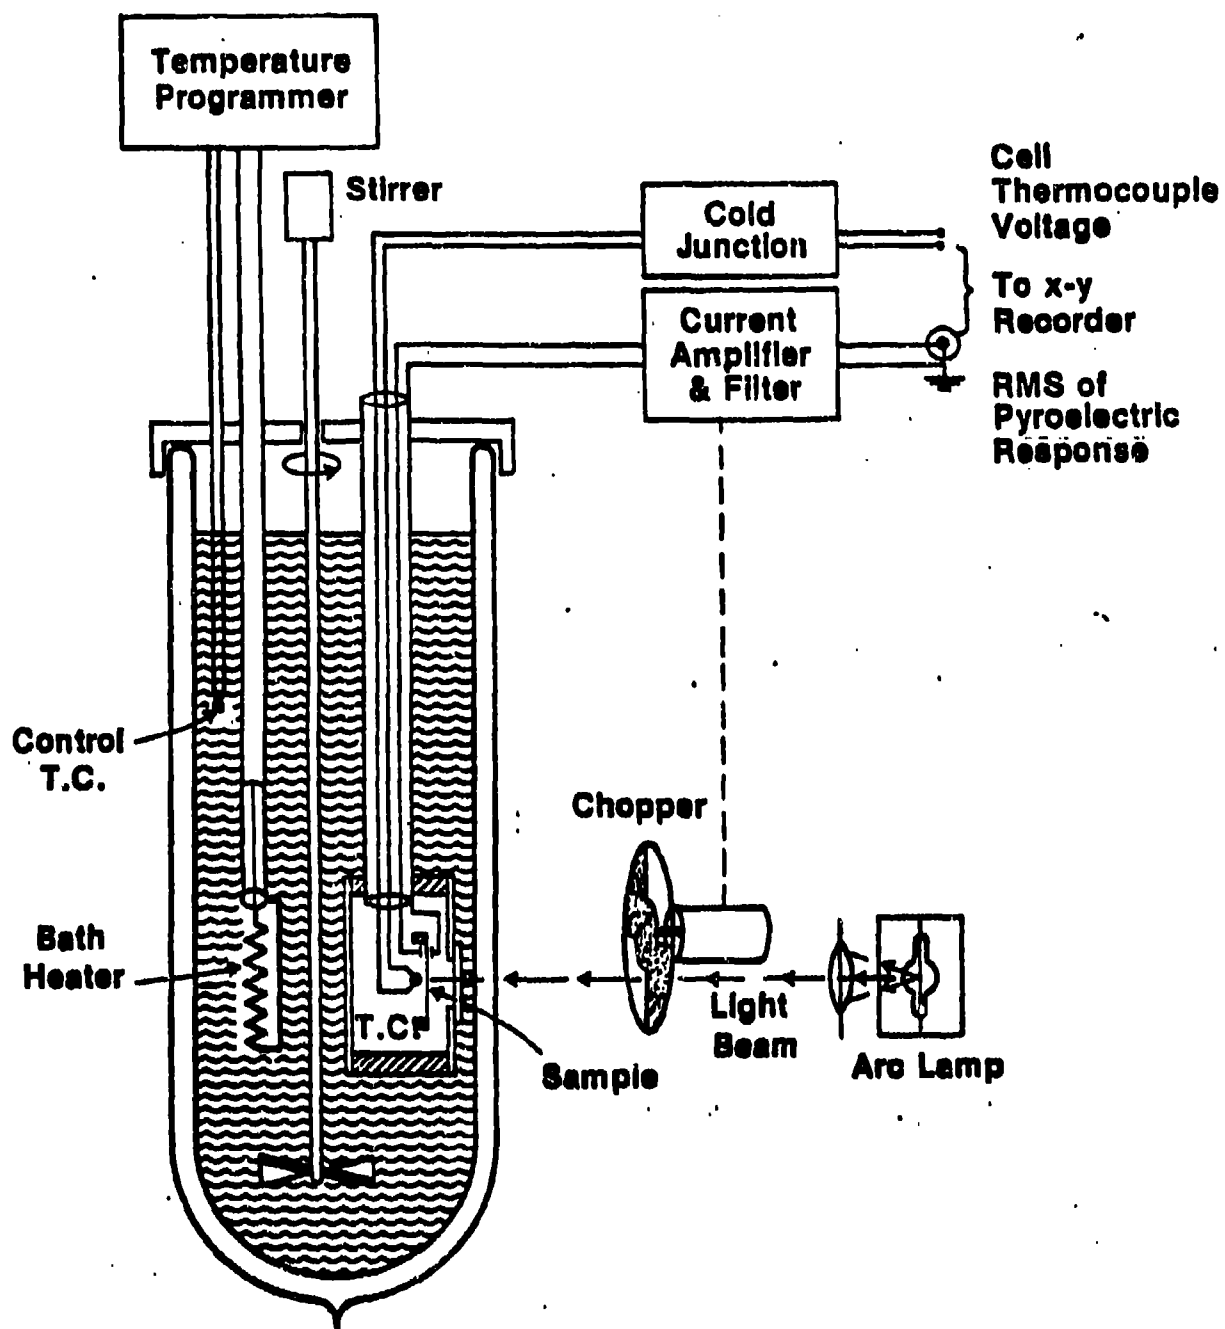 Temperature
Programmer
Stirrer
Cold
Junction
Cell
Thermocouple
Voltage
To x-y
Recorder
Current
Amplifier
& Filter
RMS of
Pyroelectric
Response
Control
T.C.
Chopper
Bath
Heater
T.C.
Sample
Light
Beam
Arc Lamp